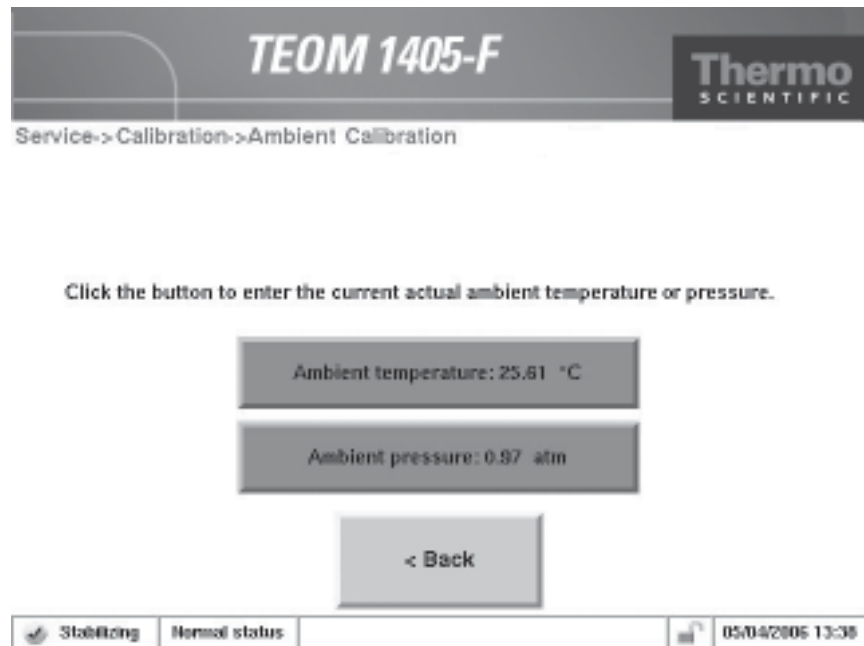 TEOM 1405-F
Thermo
SCIENTIFIC
Service->Calibration->Ambient Calibration
Click the button to enter the current actual ambient temperature or pressure.
Ambient temperature: 25.61 °C
Ambient pressure: 0.97 atm
< Back
Stabilizing
Normal status
05/04/2006 13:38